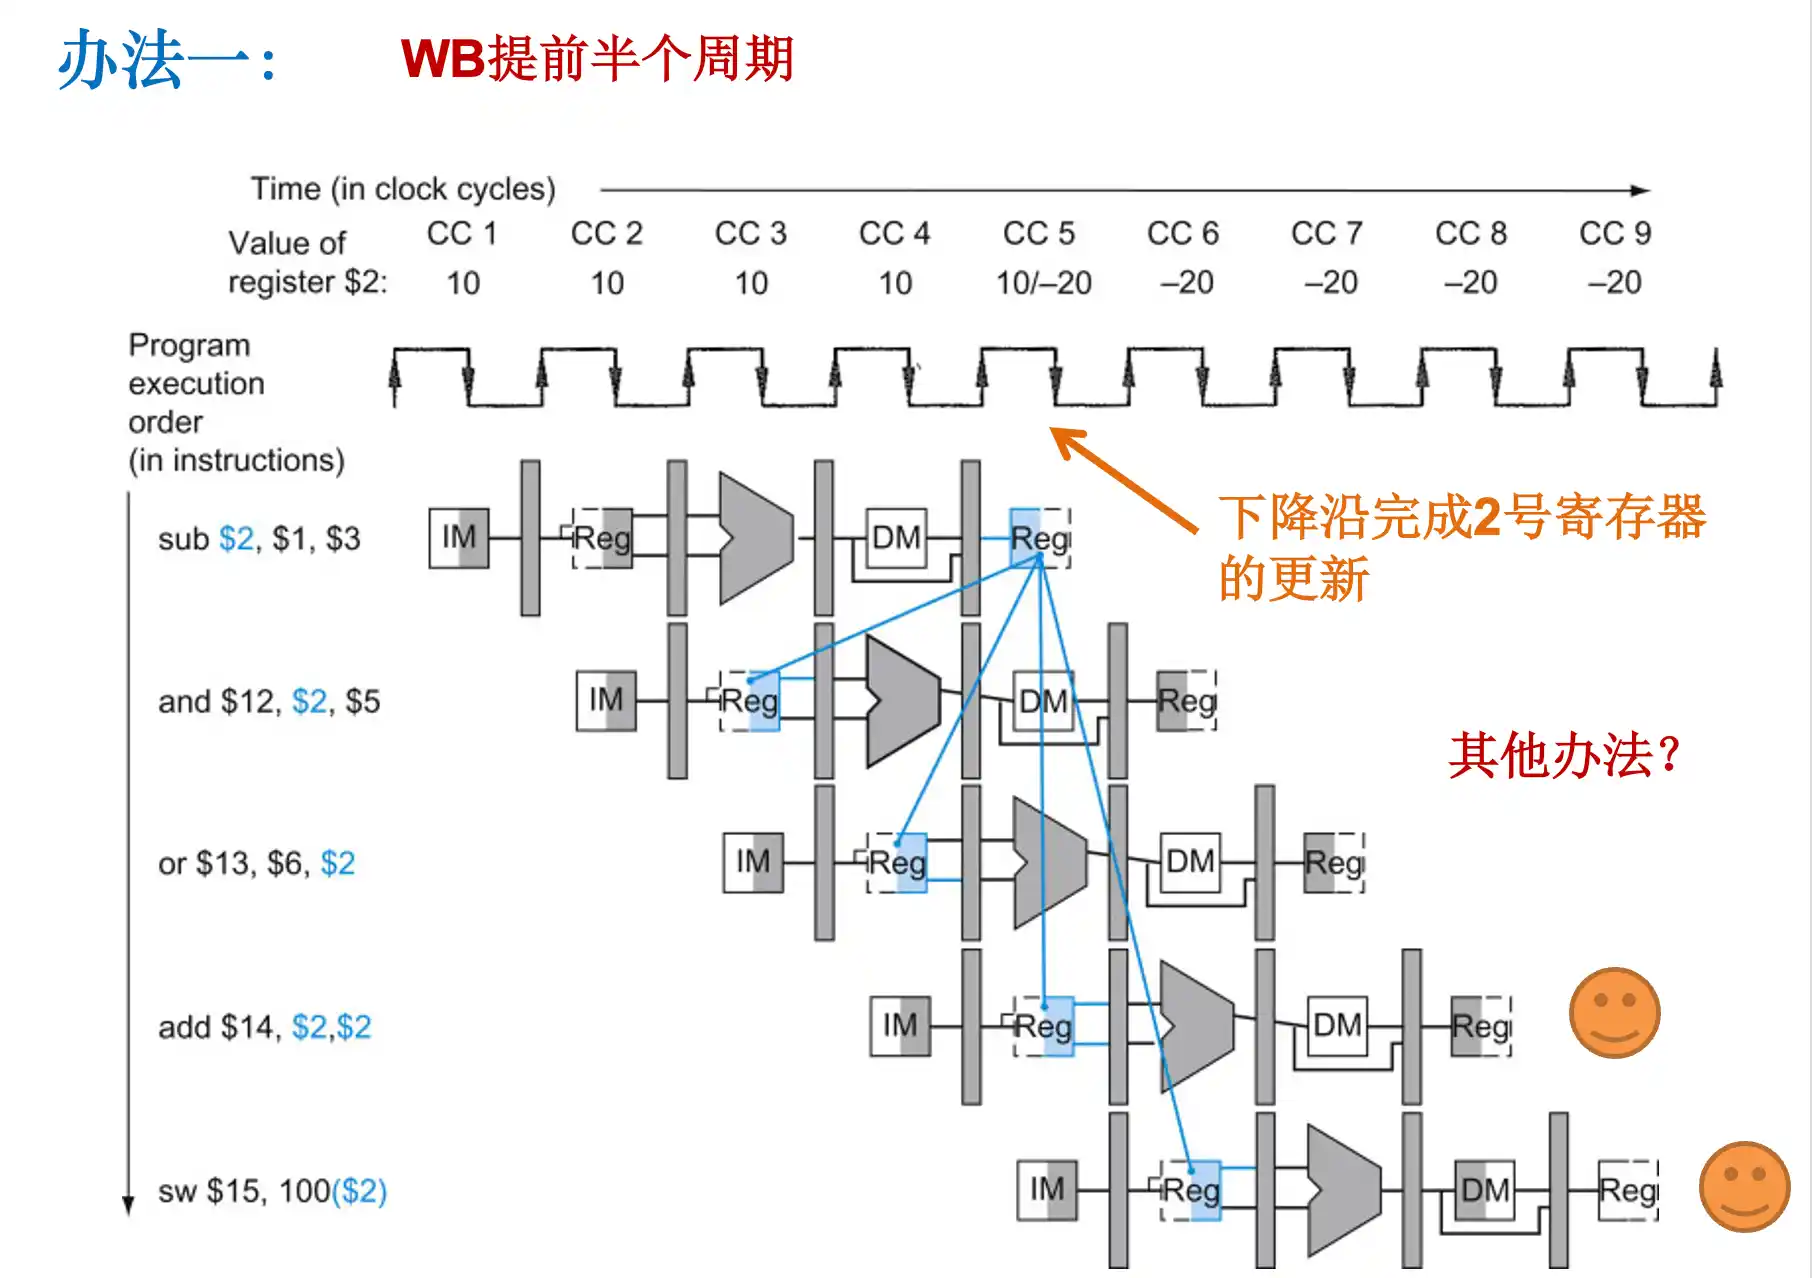 办法一：
WB提前半个周期
Time (in clock cycles)
CC 1 CC 2 CC 3 CC 4 CC 5 CC 6 CC 7 CC 8 CC 9
Value of
register $2:
10 10 10 10 10/–20 –20 –20 –20 –20
Program
execution
order
(in instructions)
下降沿完成2号寄存器
的更新
sub $2, $1, $3
IM Reg DM Reg
and $12, $2, $5
IM Reg DM Reg
其他办法？
or $13, $6, $2
IM Reg DM Reg
add $14, $2,$2
IM Reg DM Reg
sw $15, 100($2)
IM Reg DM Reg